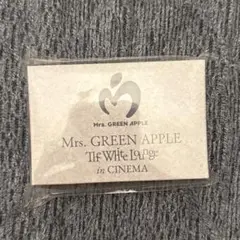 Mrs. GREEN APPLE
Mrs. GREEN APPLE
The White Lounge
in CINEMA